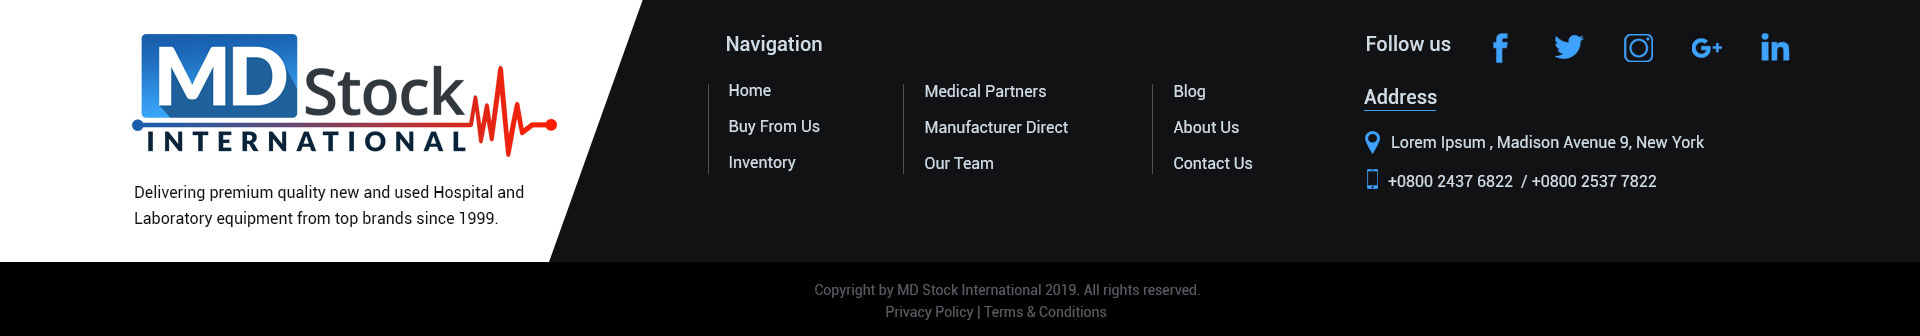 MD Stock
INTERNATIONAL
Delivering premium quality new and used Hospital and
Laboratory equipment from top brands since 1999.
Navigation
Home
Buy From Us
Inventory
Medical Partners
Manufacturer Direct
Our Team
Blog
About Us
Contact Us
Follow us
Address
Lorem Ipsum , Madison Avenue 9, New York
+0800 2437 6822 / +0800 2537 7822
Copyright by MD Stock International 2019. All rights reserved.
Privacy Policy | Terms & Conditions